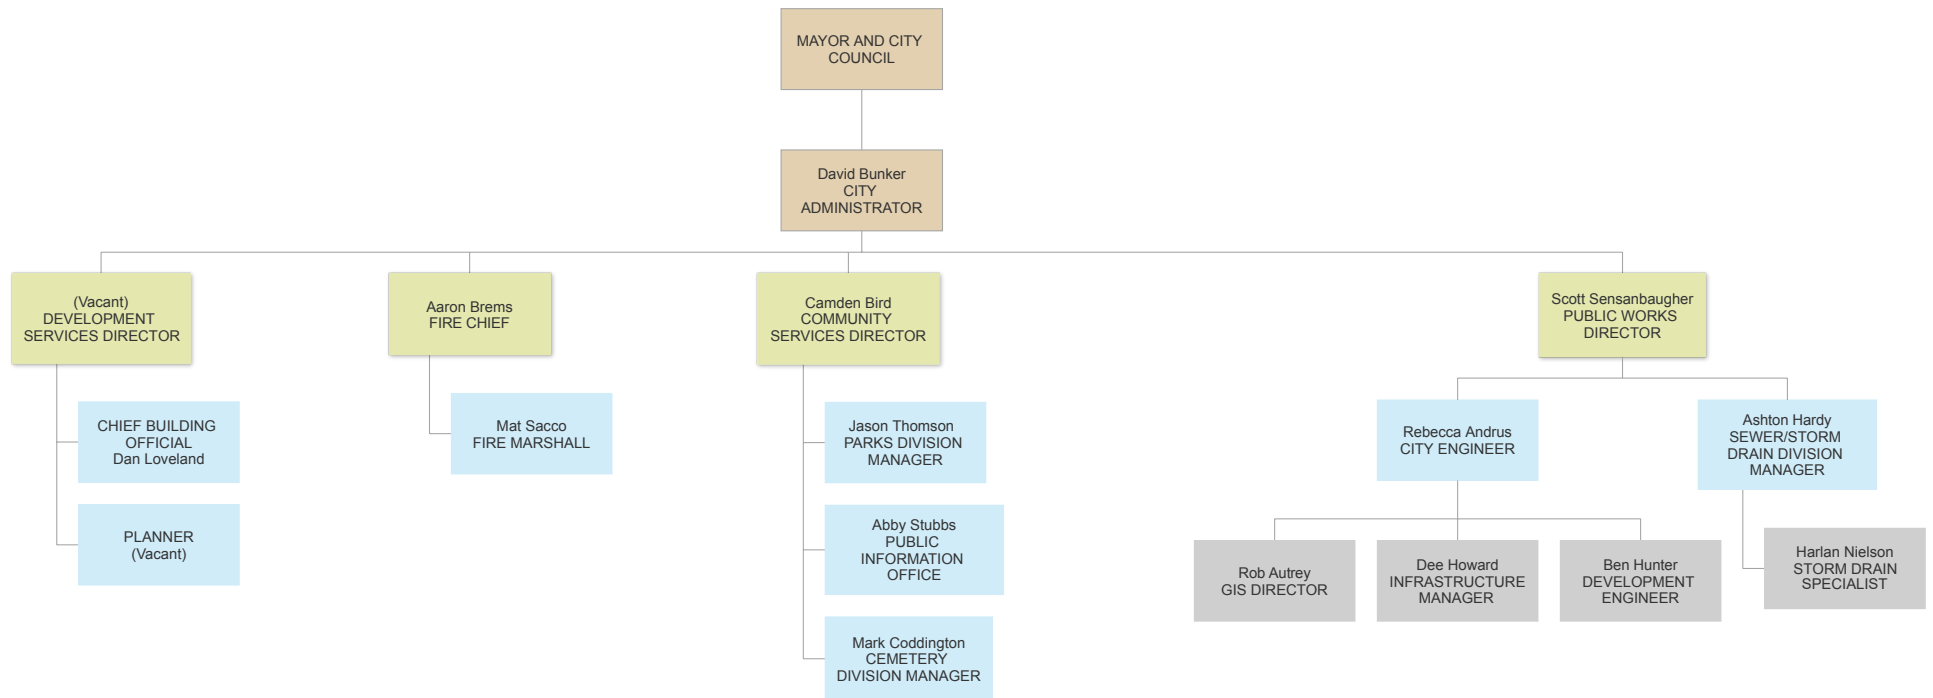 MAYOR AND CITY
COUNCIL
David Bunker
CITY
ADMINISTRATOR
(Vacant)
DEVELOPMENT
SERVICES DIRECTOR
Aaron Brems
FIRE CHIEF
Camden Bird
COMMUNITY
SERVICES DIRECTOR
Scott Sensanbaugher
PUBLIC WORKS
DIRECTOR
CHIEF BUILDING
OFFICIAL
Dan Loveland
PLANNER
(Vacant)
Mat Sacco
FIRE MARSHALL
Jason Thomson
PARKS DIVISION
MANAGER
Abby Stubbs
PUBLIC
INFORMATION
OFFICE
Mark Coddington
CEMETERY
DIVISION MANAGER
Rebecca Andrus
CITY ENGINEER
Ashton Hardy
SEWER/STORM
DRAIN DIVISION
MANAGER
Rob Autrey
GIS DIRECTOR
Dee Howard
INFRASTRUCTURE
MANAGER
Ben Hunter
DEVELOPMENT
ENGINEER
Harlan Nielson
STORM DRAIN
SPECIALIST